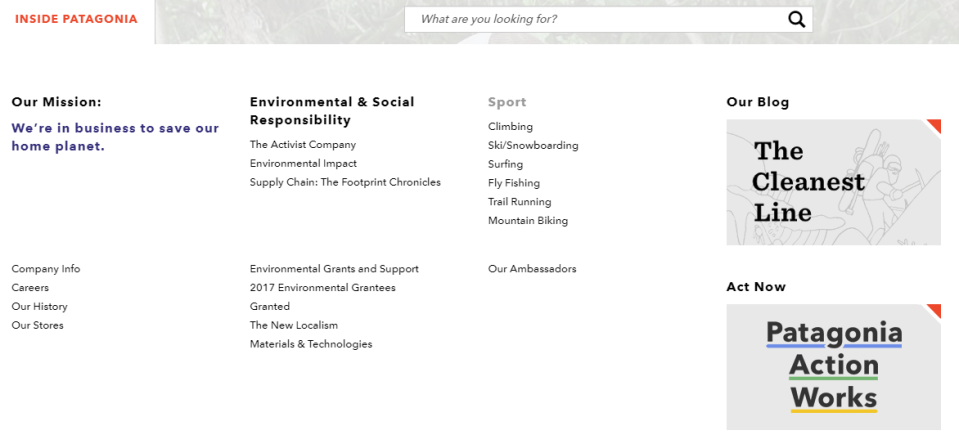 INSIDE PATAGONIA
What are you looking for?
Our Mission:
We're in business to save our
home planet.
Company Info
Careers
Our History
Our Stores
Environmental & Social
Responsibility
The Activist Company
Environmental Impact
Supply Chain: The Footprint Chronicles
Environmental Grants and Support
2017 Environmental Grantees
Granted
The New Localism
Materials & Technologies
Sport
Climbing
Ski/Snowboarding
Surfing
Fly Fishing
Trail Running
Mountain Biking
Our Ambassadors
Our Blog
The
Cleanest
Line
Act Now
Patagonia
Action
Works